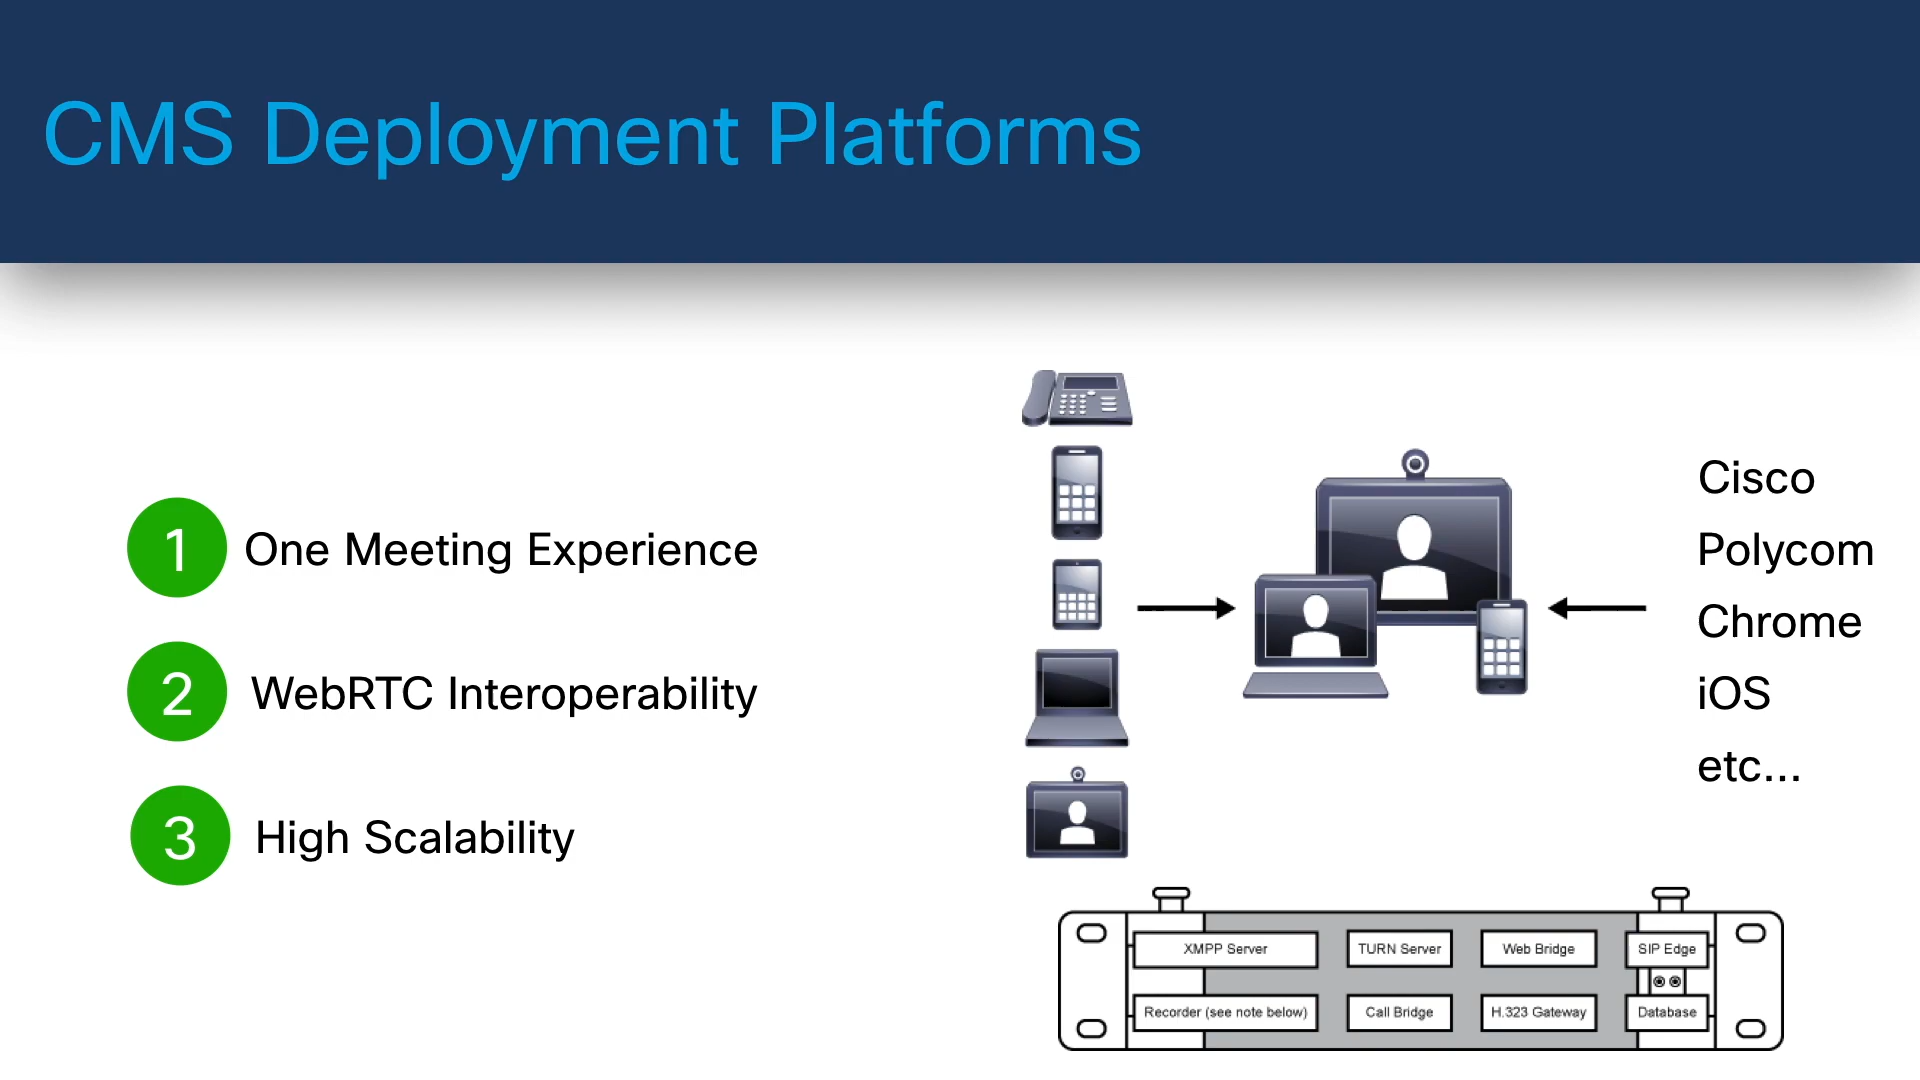 CMS Deployment Platforms
1 One Meeting Experience
2 WebRTC Interoperability
3 High Scalability
Cisco
Polycom
Chrome
iOS
etc...
XMPP Server TURN Server Web Bridge SIP Edge
Recorder (see note below) Call Bridge H.323 Gateway Database